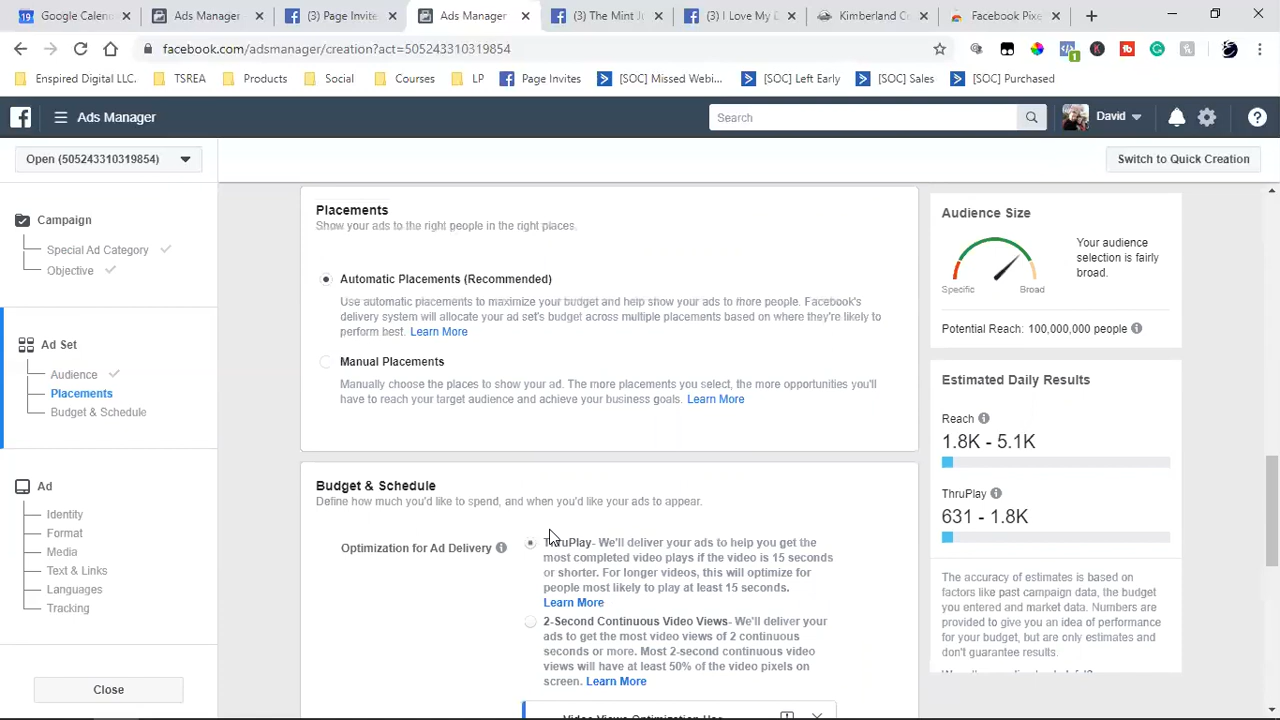 Google Calenda
Ads Manager
(3) Page Invite
Ads Manager
(3) The Mint Ju
(3) I Love My D
Kimberland Co
Facebook Pixe
facebook.com/adsmanager/creation?act=505243310319854
Enspired Digital LLC.
TSREA
Products
Social
Courses
LP
Page Invites
[SOC] Missed Webi...
[SOC] Left Early
[SOC] Sales
[SOC] Purchased
Ads Manager
Search
David
Open (505243310319854)
Switch to Quick Creation
Campaign
Special Ad Category
Objective
Ad Set
Audience
Placements
Budget & Schedule
Ad
Identity
Format
Media
Text & Links
Languages
Tracking
Close
Placements
Show your ads to the right people in the right places.
Automatic Placements (Recommended)
Use automatic placements to maximize your budget and help show your ads to more people. Facebook's
delivery system will allocate your ad set's budget across multiple placements based on where they're likely to
perform best. Learn More
Manual Placements
Manually choose the places to show your ad. The more placements you select, the more opportunities you'll
have to reach your target audience and achieve your business goals. Learn More
Budget & Schedule
Define how much you'd like to spend, and when you'd like your ads to appear.
Optimization for Ad Delivery
ThruPlay- We'll deliver your ads to help you get the
most completed video plays if the video is 15 seconds
or shorter. For longer videos, this will optimize for
people most likely to play at least 15 seconds.
Learn More
2-Second Continuous Video Views- We'll deliver your
ads to get the most video views of 2 continuous
seconds or more. Most 2-second continuous video
views will have at least 50% of the video pixels on
screen. Learn More
Video Views Optimization Has
Audience Size
Your audience
selection is fairly
broad.
Specific
Broad
Potential Reach: 100,000,000 people
Estimated Daily Results
Reach
1.8K - 5.1K
ThruPlay
631 - 1.8K
The accuracy of estimates is based on
factors like past campaign data, the budget
you entered and market data. Numbers are
provided to give you an idea of performance
for your budget, but are only estimates and
don't guarantee results.